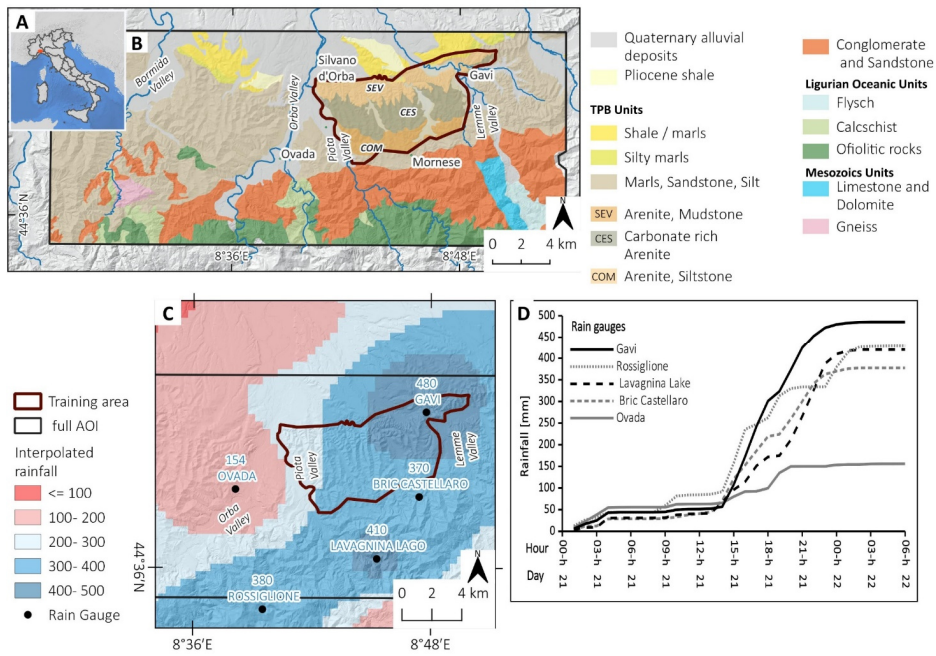 A
B
Bormida
Valley
Silvano
d'Orba
Orba Valley
SEV
Gavi
CES
Lemme
Valley
Piota
Valley
COM
Ovada
Mornese
N
0 2 4 km
44°36'N
8°36'E
8°48'E
Quaternary alluvial
deposits
Pliocene shale
TPB Units
Shale / marls
Silty marls
Marls, Sandstone, Silt
SEV Arenite, Mudstone
CES Carbonate rich
Arenite
COM Arenite, Siltstone
Conglomerate
and Sandstone
Ligurian Oceanic Units
Flysch
Calcschist
Ofiolitic rocks
Mesozoics Units
Limestone and
Dolomite
Gneiss
Training area
full AOI
Interpolated
rainfall
<= 100
100- 200
200- 300
300- 400
400- 500
Rain Gauge
C
480
GAVI
154
OVADA
Piota
Valley
Lemme
Valley
370
BRIC CASTELLARO
Orba
Valley
410
LAVAGNINA LAGO
380
ROSSIGLIONE
N
0 2 4 km
44°36'N
8°36'E
8°48'E
D
Rain gauges
Gavi
Rossiglione
Lavagnina Lake
Bric Castellaro
Ovada
Rainfall [mm]
500
450
400
350
300
250
200
150
100
50
0
Hour 00-h 03-h 06-h 09-h 12-h 15-h 18-h 21-h 00-h 03-h 06-h
Day 21 21 21 21 21 21 21 21 22 22 22